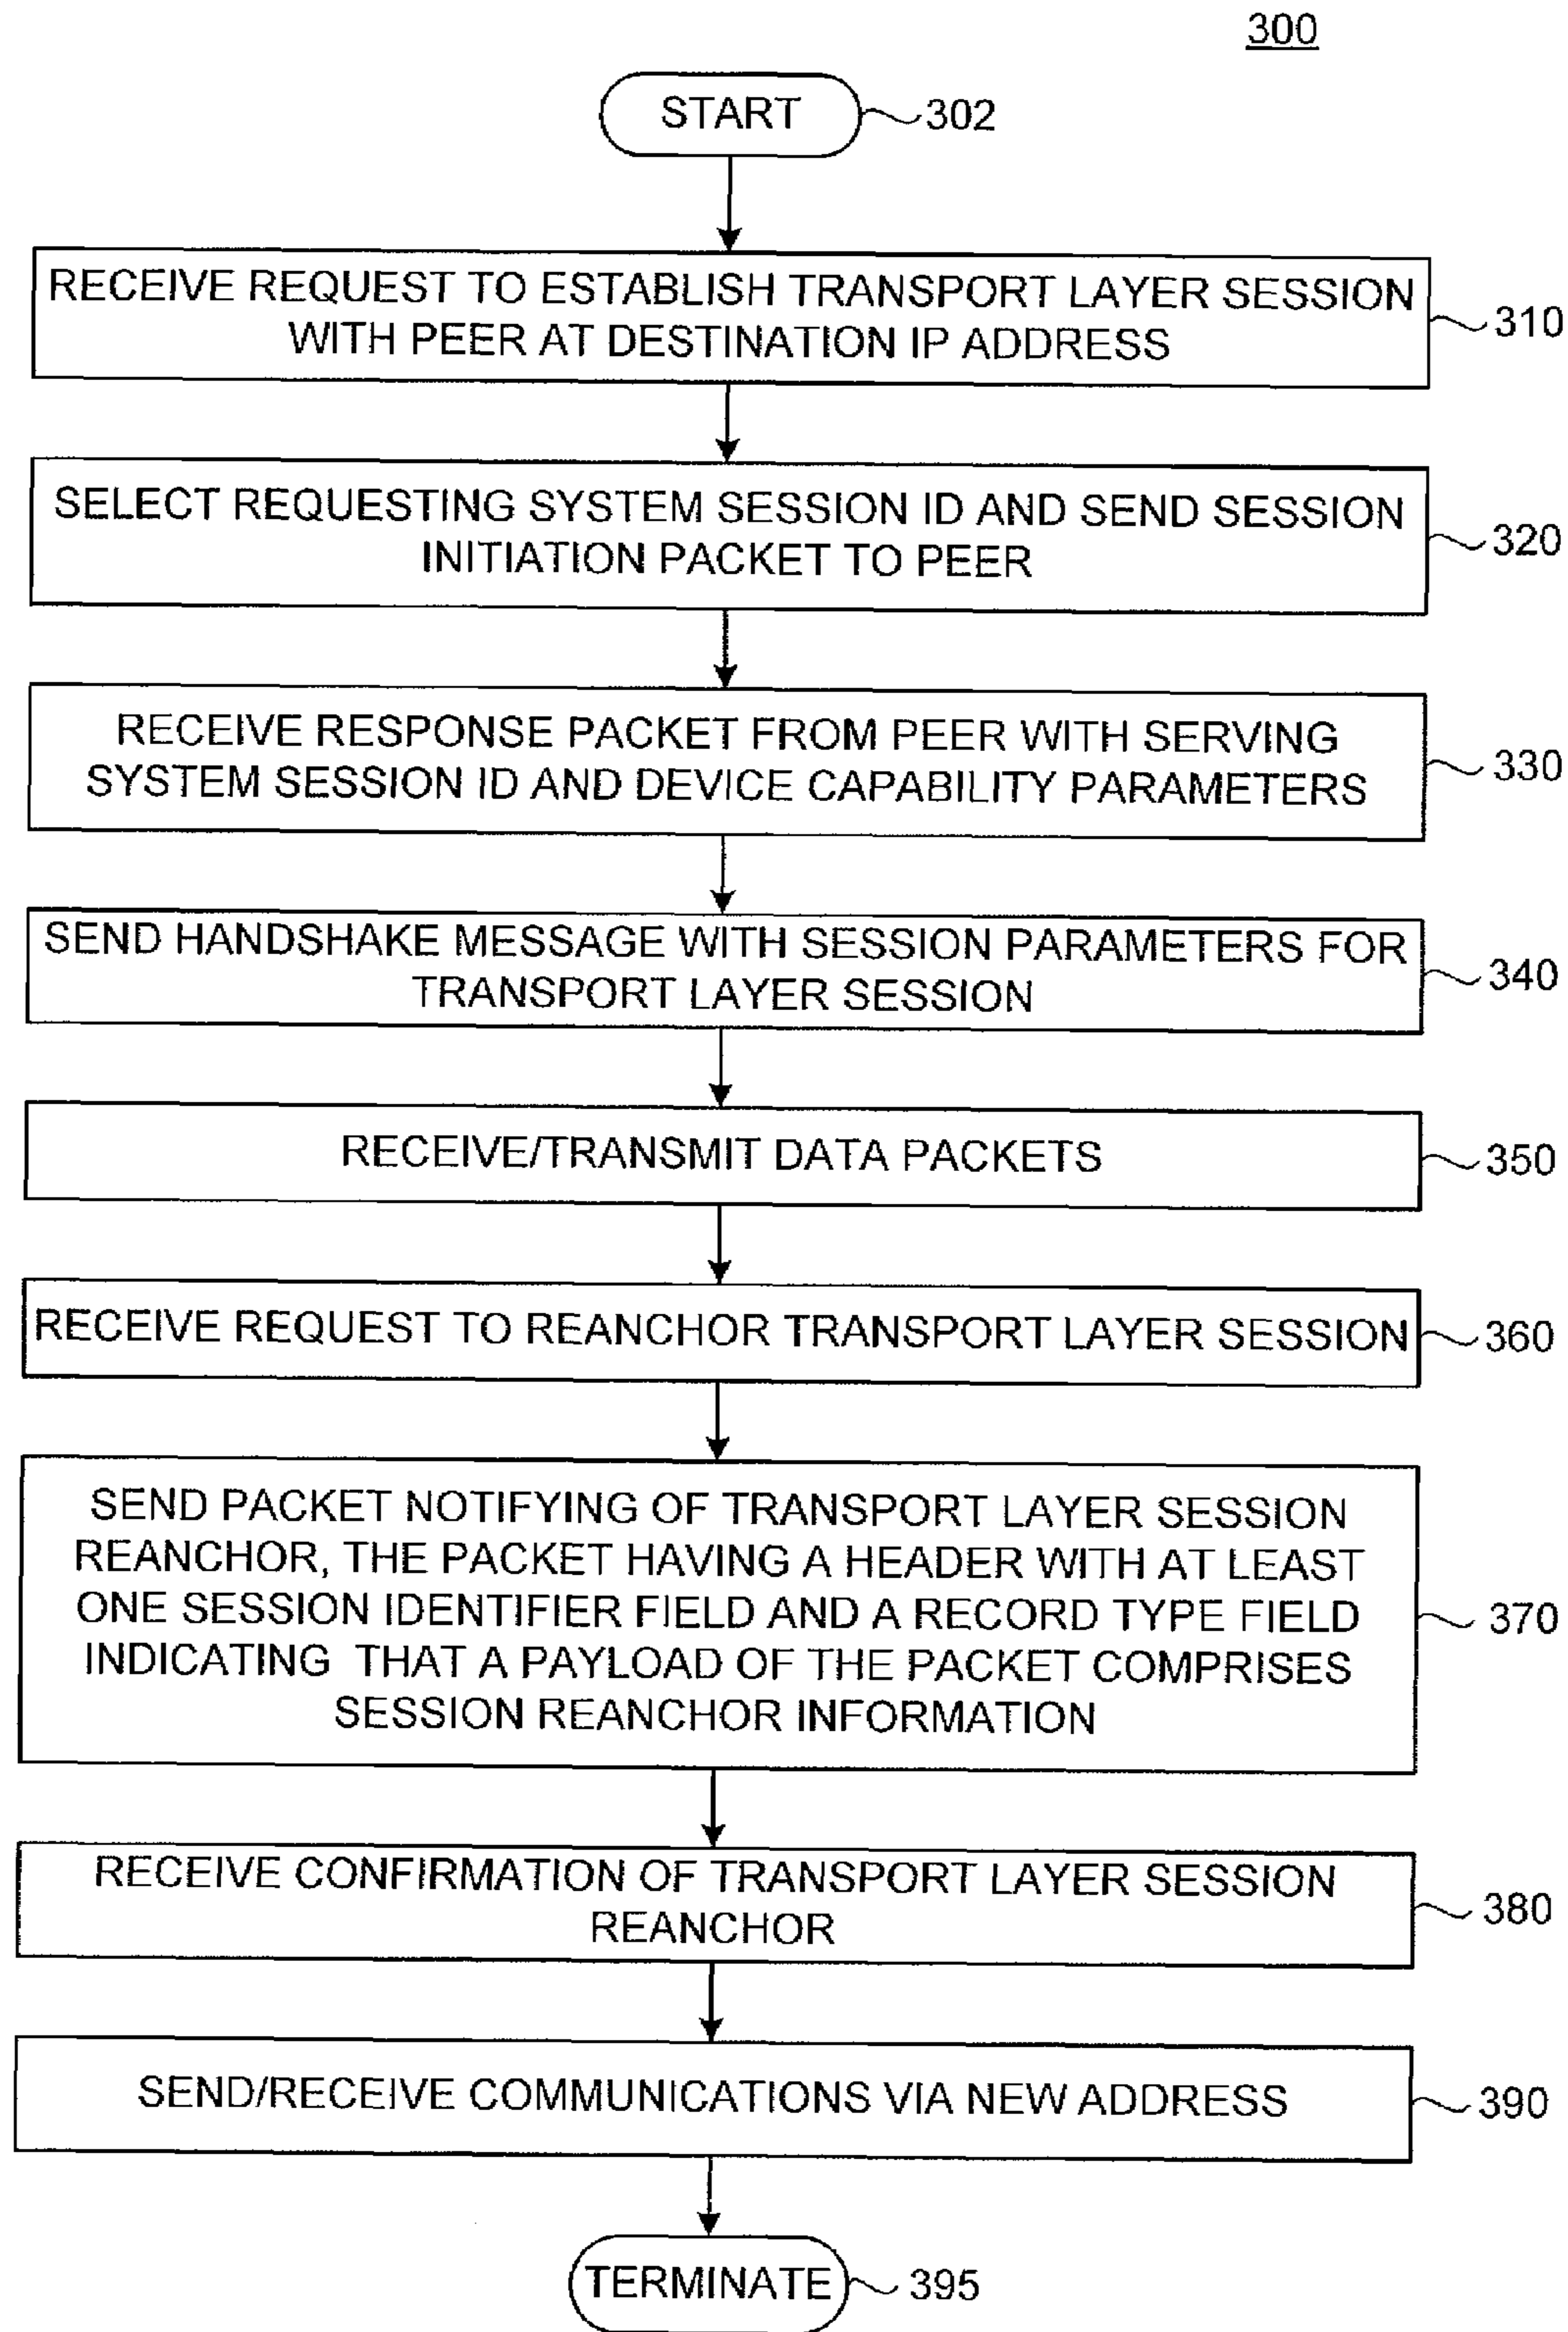 300
START
302
RECEIVE REQUEST TO ESTABLISH TRANSPORT LAYER SESSION
WITH PEER AT DESTINATION IP ADDRESS
310
SELECT REQUESTING SYSTEM SESSION ID AND SEND SESSION
INITIATION PACKET TO PEER
320
RECEIVE RESPONSE PACKET FROM PEER WITH SERVING
SYSTEM SESSION ID AND DEVICE CAPABILITY PARAMETERS
330
SEND HANDSHAKE MESSAGE WITH SESSION PARAMETERS FOR
TRANSPORT LAYER SESSION
340
RECEIVE/TRANSMIT DATA PACKETS
350
RECEIVE REQUEST TO REANCHOR TRANSPORT LAYER SESSION
360
SEND PACKET NOTIFYING OF TRANSPORT LAYER SESSION
REANCHOR, THE PACKET HAVING A HEADER WITH AT LEAST
ONE SESSION IDENTIFIER FIELD AND A RECORD TYPE FIELD
INDICATING THAT A PAYLOAD OF THE PACKET COMPRISES
SESSION REANCHOR INFORMATION
370
RECEIVE CONFIRMATION OF TRANSPORT LAYER SESSION
REANCHOR
380
SEND/RECEIVE COMMUNICATIONS VIA NEW ADDRESS
390
TERMINATE
395